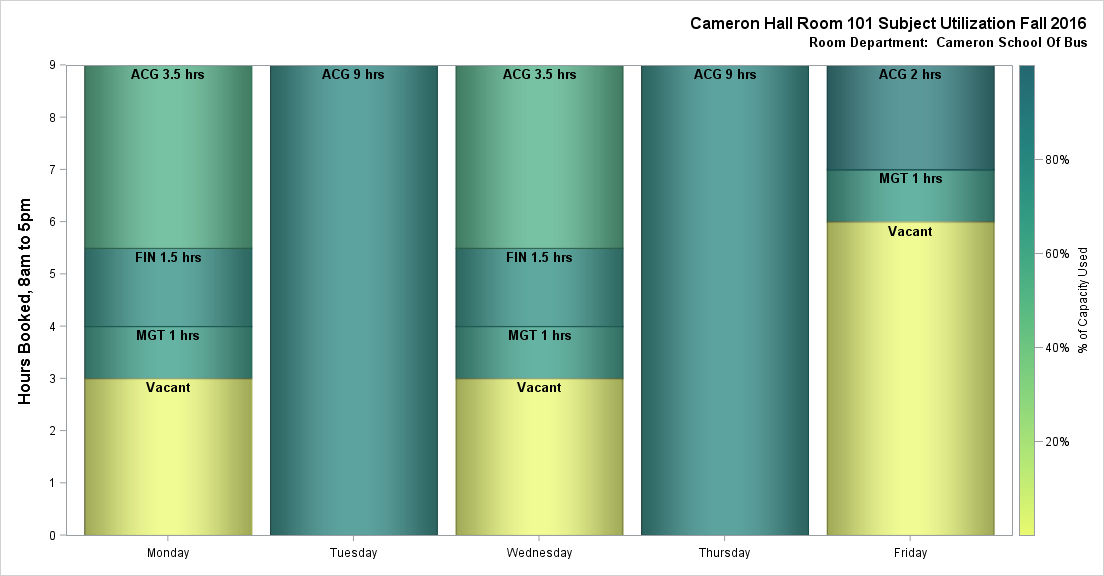 Cameron Hall Room 101 Subject Utilization Fall 2016
Room Department:  Cameron School Of Bus
Hours Booked, 8am to 5pm
9
8
7
6
5
4
3
2
1
0
ACG 3.5 hrs
FIN 1.5 hrs
MGT 1 hrs
Vacant
ACG 9 hrs
ACG 3.5 hrs
FIN 1.5 hrs
MGT 1 hrs
Vacant
ACG 9 hrs
ACG 2 hrs
MGT 1 hrs
Vacant
Monday
Tuesday
Wednesday
Thursday
Friday
80%
60%
40%
20%
% of Capacity Used